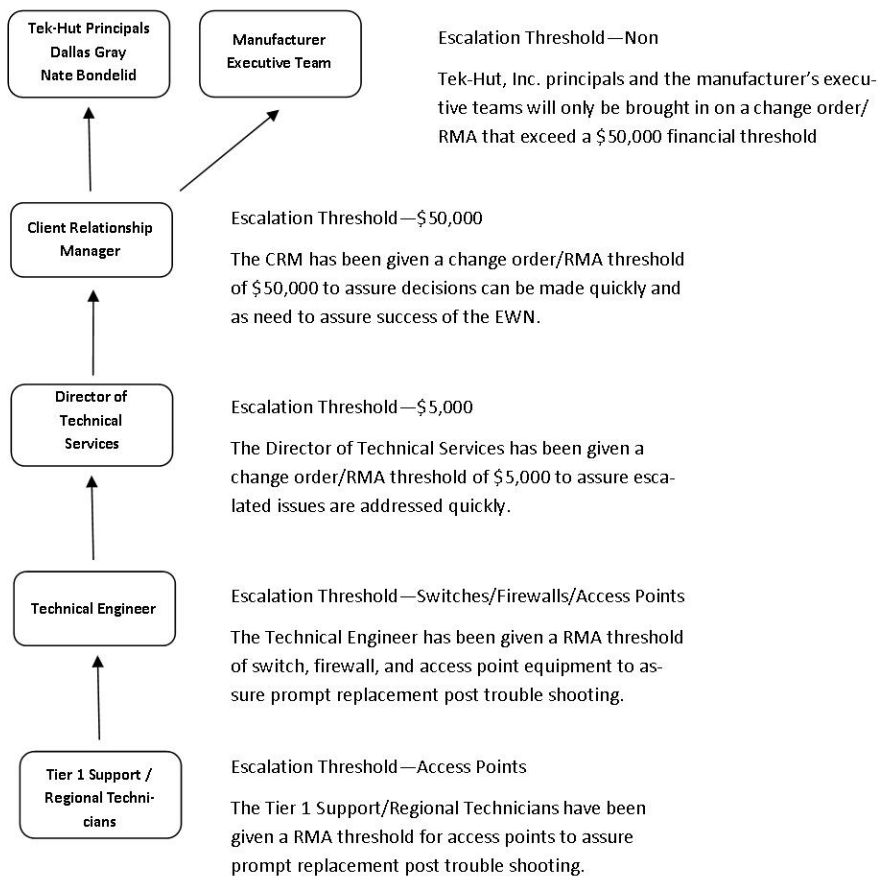 Tek-Hut Principals
Dallas Gray
Nate Bondelid
Manufacturer
Executive Team
Escalation Threshold—Non
Tek-Hut, Inc. principals and the manufacturer's execu-
tive teams will only be brought in on a change order/
RMA that exceed a $50,000 financial threshold
Client Relationship
Manager
Escalation Threshold—$50,000
The CRM has been given a change order/RMA threshold
of $50,000 to assure decisions can be made quickly and
as need to assure success of the EWN.
Director of
Technical
Services
Escalation Threshold—$5,000
The Director of Technical Services has been given a
change order/RMA threshold of $5,000 to assure esca-
lated issues are addressed quickly.
Technical Engineer
Escalation Threshold—Switches/Firewalls/Access Points
The Technical Engineer has been given a RMA threshold
of switch, firewall, and access point equipment to as-
sure prompt replacement post trouble shooting.
Tier 1 Support /
Regional Techni-
cians
Escalation Threshold—Access Points
The Tier 1 Support/Regional Technicians have been
given a RMA threshold for access points to assure
prompt replacement post trouble shooting.